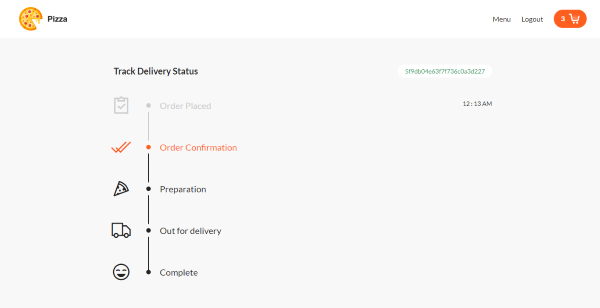 Pizza
Menu Logout 3
Track Delivery Status 5f9db04e63f7f736c0a3d227
Order Placed 12:13 AM
Order Confirmation
Preparation
Out for delivery
Complete